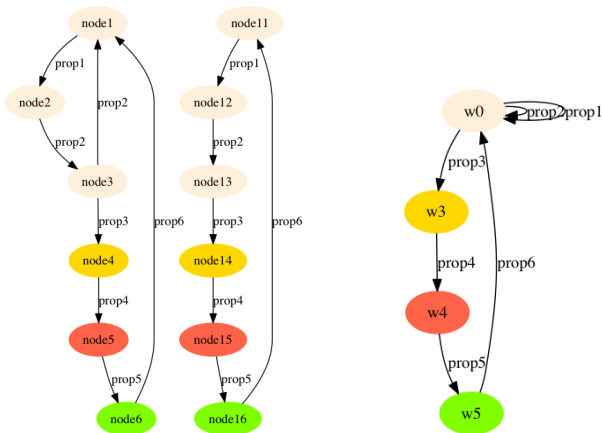 node1
node11
prop1
prop1
node2
node12
prop2
prop2
prop2
node3
node13
prop3
prop3
prop6
prop6
node4
node14
prop4
prop4
node5
node15
prop5
prop5
node6
node16
w0
prop2
prop1
prop3
w3
prop4
prop6
w4
prop5
w5